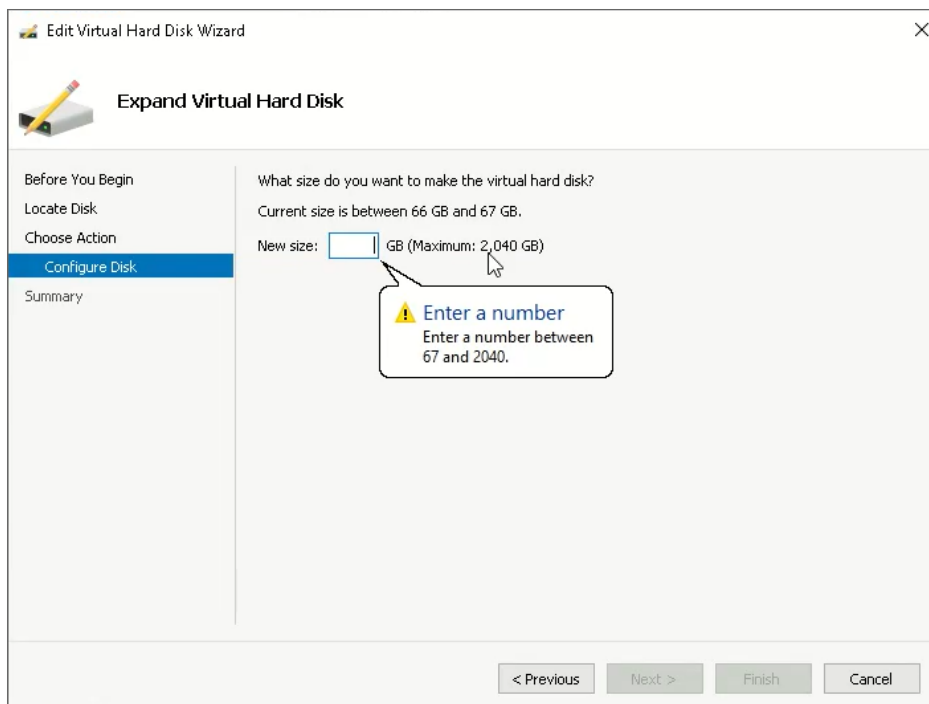 Edit Virtual Hard Disk Wizard
Expand Virtual Hard Disk
Before You Begin
Locate Disk
Choose Action
Configure Disk
Summary
What size do you want to make the virtual hard disk?
Current size is between 66 GB and 67 GB.
New size: GB (Maximum: 2,040 GB)
Enter a number
Enter a number between
67 and 2040.
< Previous Next > Finish Cancel